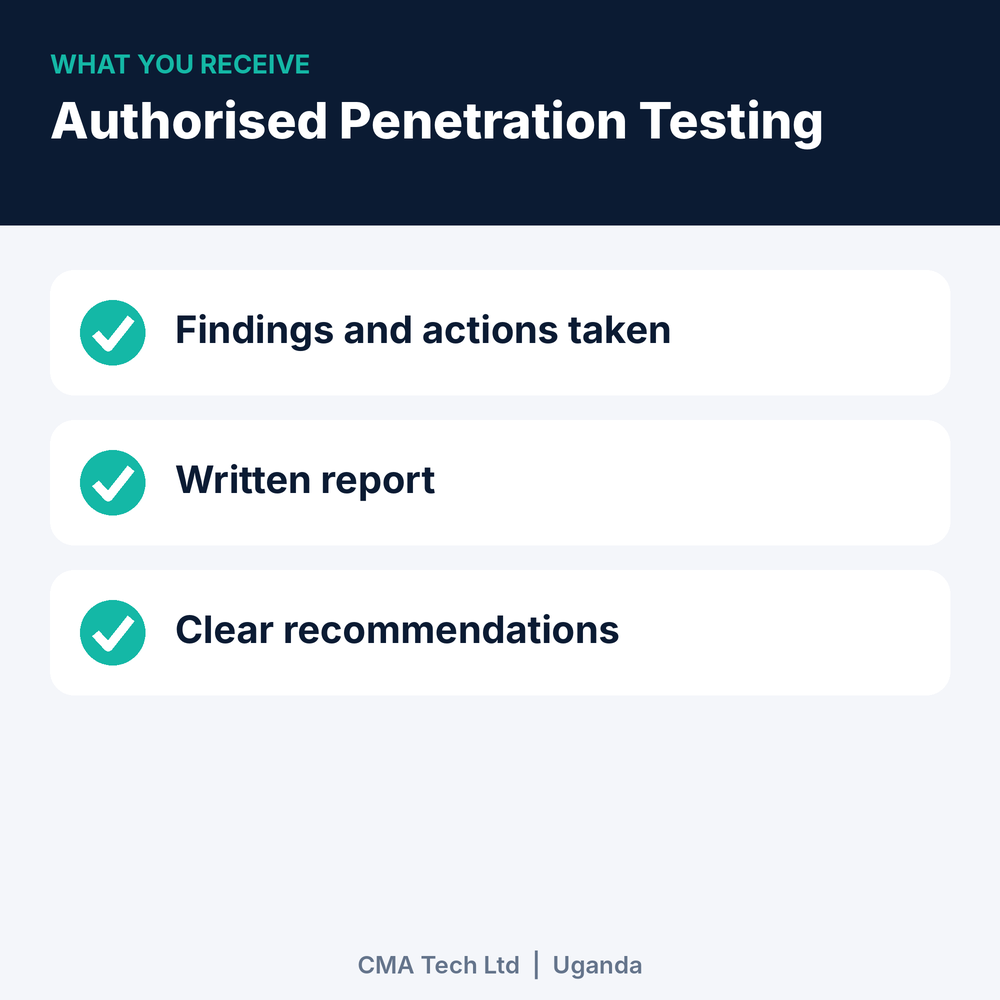 WHAT YOU RECEIVE
Authorised Penetration Testing
Findings and actions taken
Written report
Clear recommendations
CMA Tech Ltd | Uganda